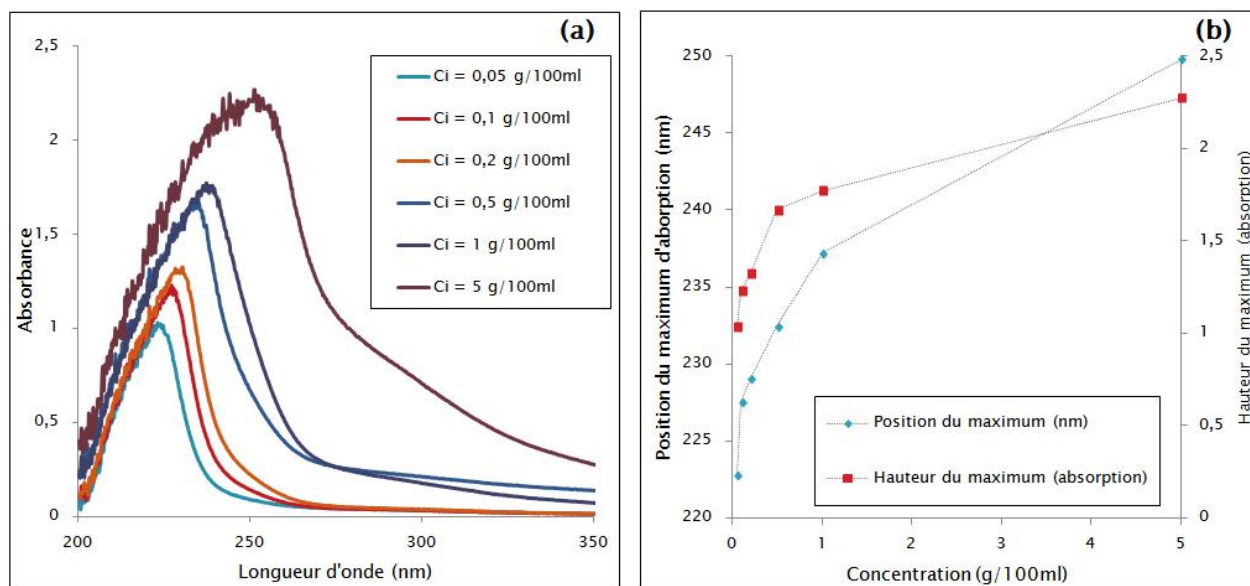 (a)
2,5
2
1,5
1
0,5
0
Absorbance
Ci = 0,05 g/100ml
Ci = 0,1 g/100ml
Ci = 0,2 g/100ml
Ci = 0,5 g/100ml
Ci = 1 g/100ml
Ci = 5 g/100ml
200
250
300
350
Longueur d'onde (nm)
(b)
250
245
240
235
230
225
220
Position du maximum d'aborption (nm)
2,5
2
1,5
1
0,5
0
Hauteur du maximum (absorption)
Position du maximum (nm)
Hauteur du maximum (absorption)
0
1
2
3
4
5
Concentration (g/100ml)